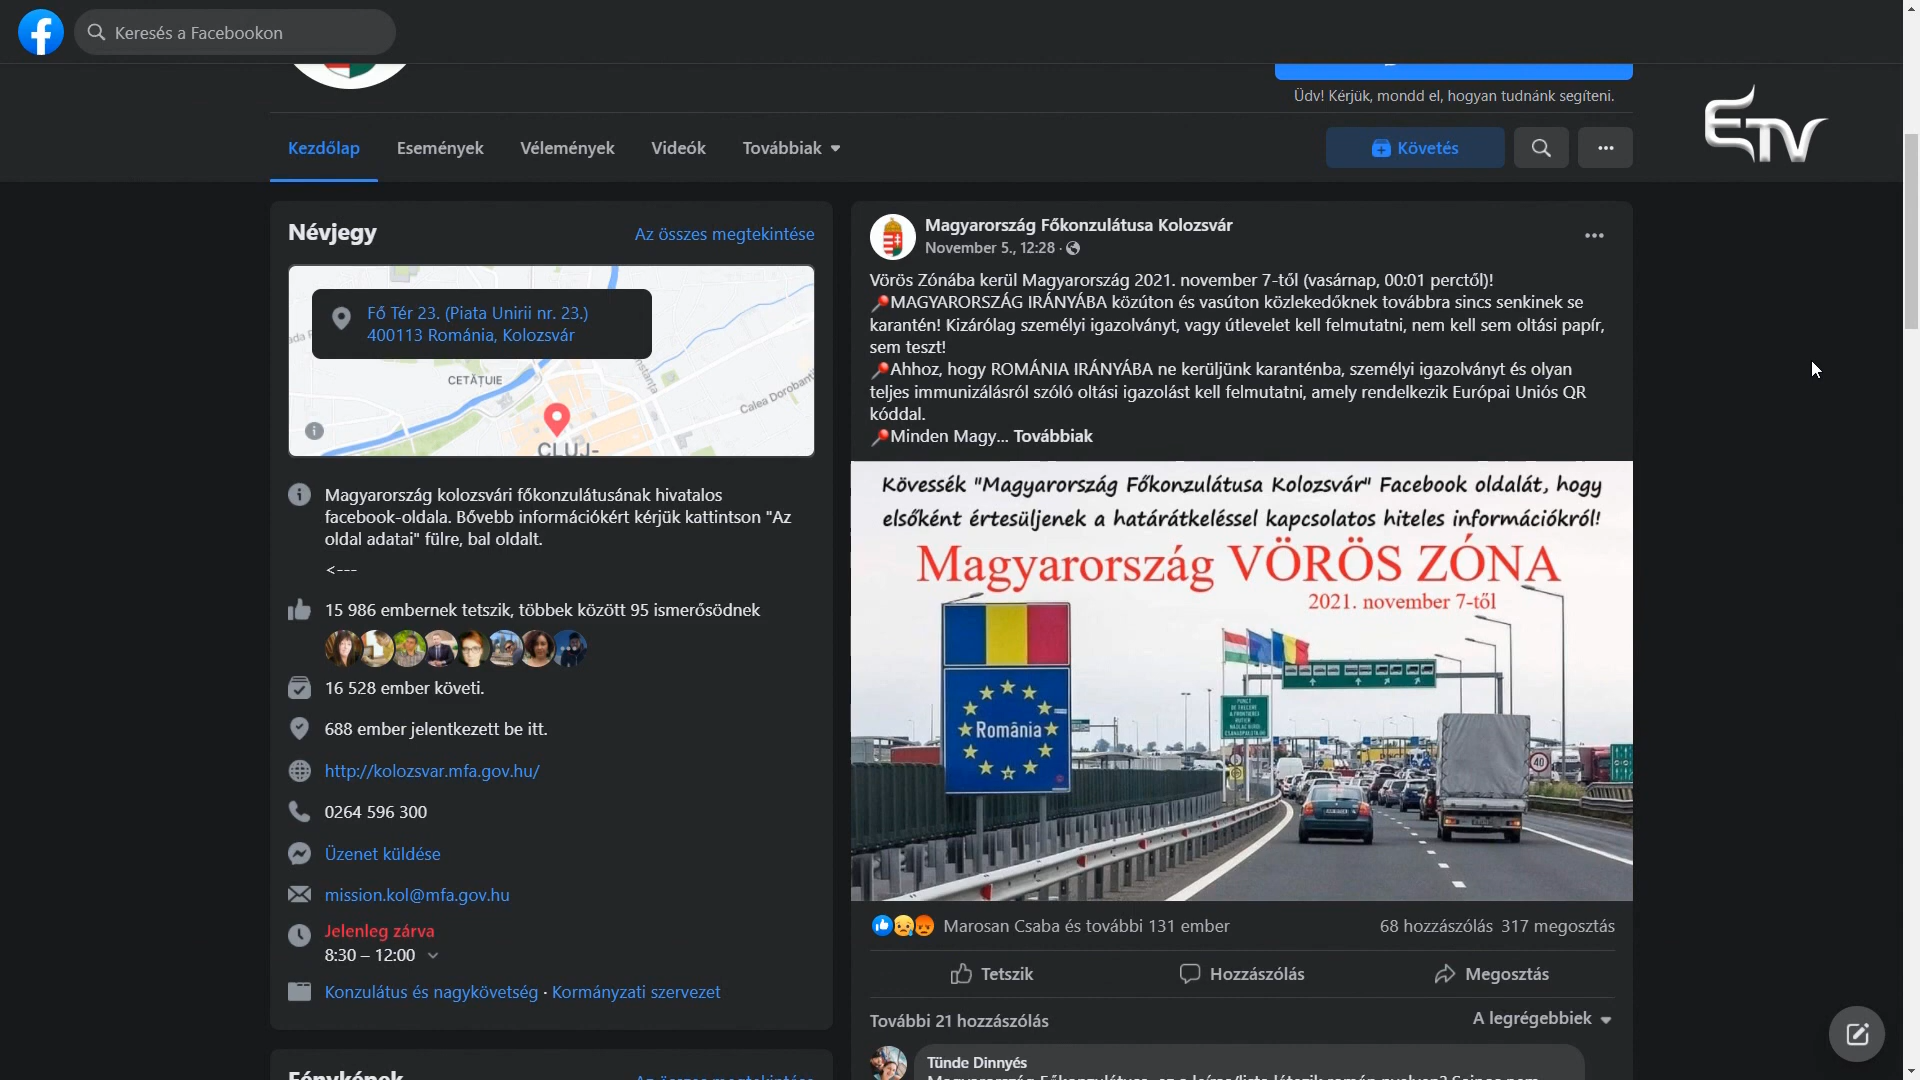 Keresés a Facebookon
Üdv! Kérjük, mondd el, hogyan tudnánk segíteni.
ETV
Kezdőlap
Események
Vélemények
Videók
Továbbiak
Követés
Névjegy
Az összes megtekintése
Fő Tér 23. (Piata Unirii nr. 23.)
400113 Románia, Kolozsvár
CETĂȚUIE
Constanța
Calea Dorobanți
CLUJ-
Magyarország kolozsvári főkonzulátusának hivatalos
facebook-oldala. Bővebb információkért kérjük kattintson "Az
oldal adatai" fülre, bal oldalt.
<---
15 986 embernek tetszik, többek között 95 ismerősödnek
16 528 ember követi.
688 ember jelentkezett be itt.
http://kolozsvar.mfa.gov.hu/
0264 596 300
Üzenet küldése
mission.kol@mfa.gov.hu
Jelenleg zárva
8:30 – 12:00
Konzulátus és nagykövetség · Kormányzati szervezet
Fényképek
Az összes megtekintése
Magyarország Főkonzulátusa Kolozsvár
November 5., 12:28 ·
Vörös Zónába kerül Magyarország 2021. november 7-től (vasárnap, 00:01 perctől)!
MAGYARORSZÁG IRÁNYÁBA közúton és vasúton közlekedőknek továbbra sincs senkinek se
karantén! Kizárólag személyi igazolványt, vagy útlevelet kell felmutatni, nem kell sem oltási papír,
sem teszt!
Ahhoz, hogy ROMÁNIA IRÁNYÁBA ne kerüljünk karanténba, személyi igazolványt és olyan
teljes immunizálásról szóló oltási igazolást kell felmutatni, amely rendelkezik Európai Uniós QR
kóddal.
Minden Magy... Továbbiak
Kövessék "Magyarország Főkonzulátusa Kolozsvár" Facebook oldalát, hogy
elsőként értesüljenek a határátkeléssel kapcsolatos hiteles információkról!
Magyarország VÖRÖS ZÓNA
2021. november 7-től
România
40
Marosan Csaba és további 131 ember
68 hozzászólás 317 megosztás
Tetszik
Hozzászólás
Megosztás
További 21 hozzászólás
A legrégebbiek
Tünde Dinnyés